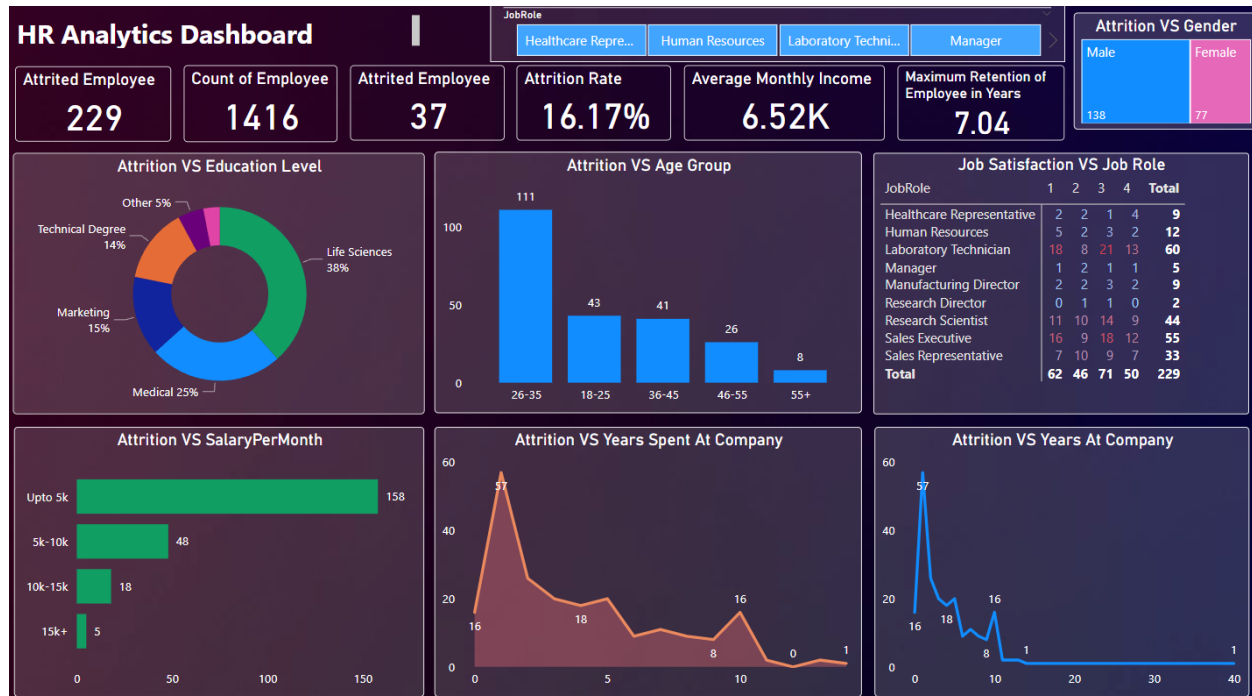 HR Analytics Dashboard
JobRole
Healthcare Repre...
Human Resources
Laboratory Techni...
Manager
Attrition VS Gender
Male
Female
138
77
Attrited Employee
229
Count of Employee
1416
Attrited Employee
37
Attrition Rate
16.17%
Average Monthly Income
6.52K
Maximum Retention of
Employee in Years
7.04
Attrition VS Education Level
Other 5%
Technical Degree
14%
Life Sciences
38%
Marketing
15%
Medical 25%
Attrition VS Age Group
100
50
0
111
43
41
26
8
26-35 18-25 36-45 46-55 55+
Job Satisfaction VS Job Role
JobRole 1 2 3 4 Total
Healthcare Representative 2 2 1 4 9
Human Resources 5 2 3 2 12
Laboratory Technician 18 8 21 13 60
Manager 1 2 1 1 5
Manufacturing Director 2 2 3 2 9
Research Director 0 1 1 0 2
Research Scientist 11 10 14 9 44
Sales Executive 16 9 18 12 55
Sales Representative 7 10 9 7 33
Total 62 46 71 50 229
Attrition VS SalaryPerMonth
Upto 5k 158
5k-10k 48
10k-15k 18
15k+ 5
0 50 100 150
Attrition VS Years Spent At Company
60
40
20
0
57
16
18
8
16
0
1
0 5 10
Attrition VS Years At Company
60
40
20
0
57
16
18
8
16
1
1
0 10 20 30 40